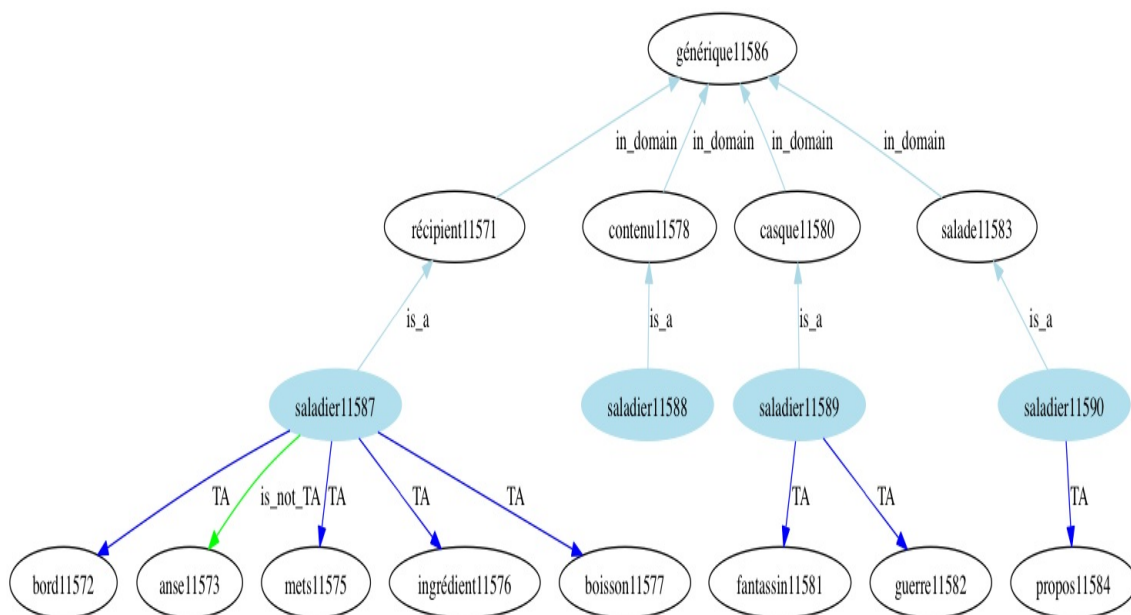 générique11586
in_domain in_domain in_domain in_domain
récipient11571 contenu11578 casque11580 salade11583
is_a is_a is_a is_a
saladier11587 saladier11588 saladier11589 saladier11590
TA is_not_TA TA TA TA TA TA TA
bord11572 anse11573 mets11575 ingrédient11576 boisson11577 fantassin11581 guerre11582 propos11584